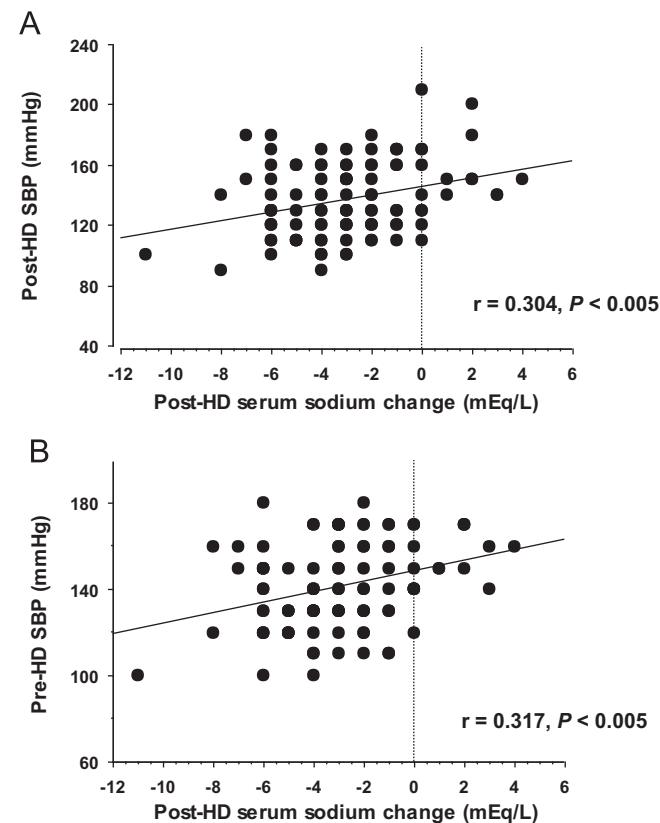 A
240
200
160
120
80
40
Post-HD SBP (mmHg)
r = 0.304, P < 0.005
-12 -10 -8 -6 -4 -2 0 2 4 6
Post-HD serum sodium change (mEq/L)
B
180
140
100
60
Pre-HD SBP (mmHg)
r = 0.317, P < 0.005
-12 -10 -8 -6 -4 -2 0 2 4 6
Post-HD serum sodium change (mEq/L)